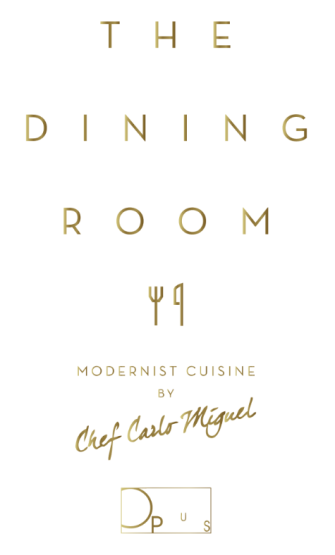 THE
DINING
ROOM
MODERNIST CUISINE
BY
Chef Carlo Miguel
OPUS